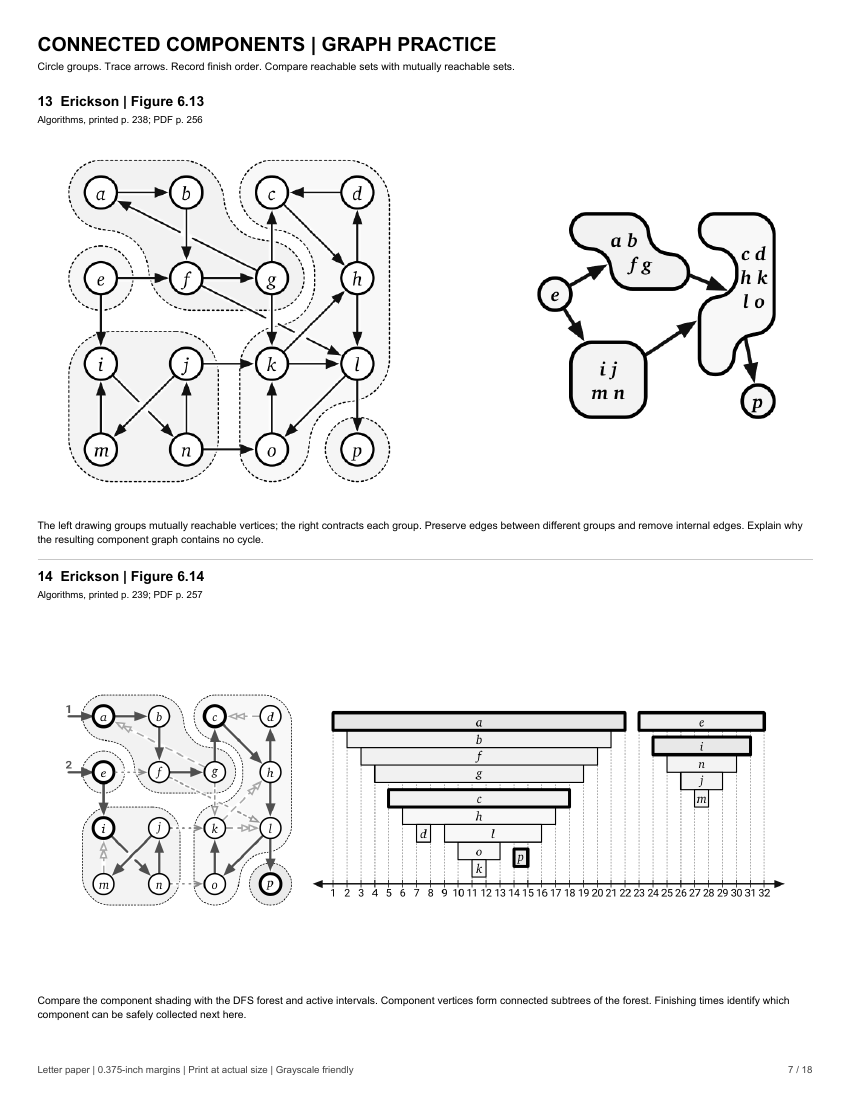 CONNECTED COMPONENTS | GRAPH PRACTICE
Circle groups. Trace arrows. Record finish order. Compare reachable sets with mutually reachable sets.
13 Erickson | Figure 6.13
Algorithms, printed p. 238; PDF p. 256
a b c d
e f g h
i j k l
m n o p
a b
f g
c d
h k
l o
e
i j
m n
p
The left drawing groups mutually reachable vertices; the right contracts each group. Preserve edges between different groups and remove internal edges. Explain why
the resulting component graph contains no cycle.
14 Erickson | Figure 6.14
Algorithms, printed p. 239; PDF p. 257
1 a b c d
2 e f g h
i j k l
m n o p
a e
b i
f n
g j
c m
h
d l
o p
k
1 2 3 4 5 6 7 8 9 10 11 12 13 14 15 16 17 18 19 20 21 22 23 24 25 26 27 28 29 30 31 32
Compare the component shading with the DFS forest and active intervals. Component vertices form connected subtrees of the forest. Finishing times identify which
component can be safely collected next here.
Letter paper | 0.375-inch margins | Print at actual size | Grayscale friendly
7 / 18